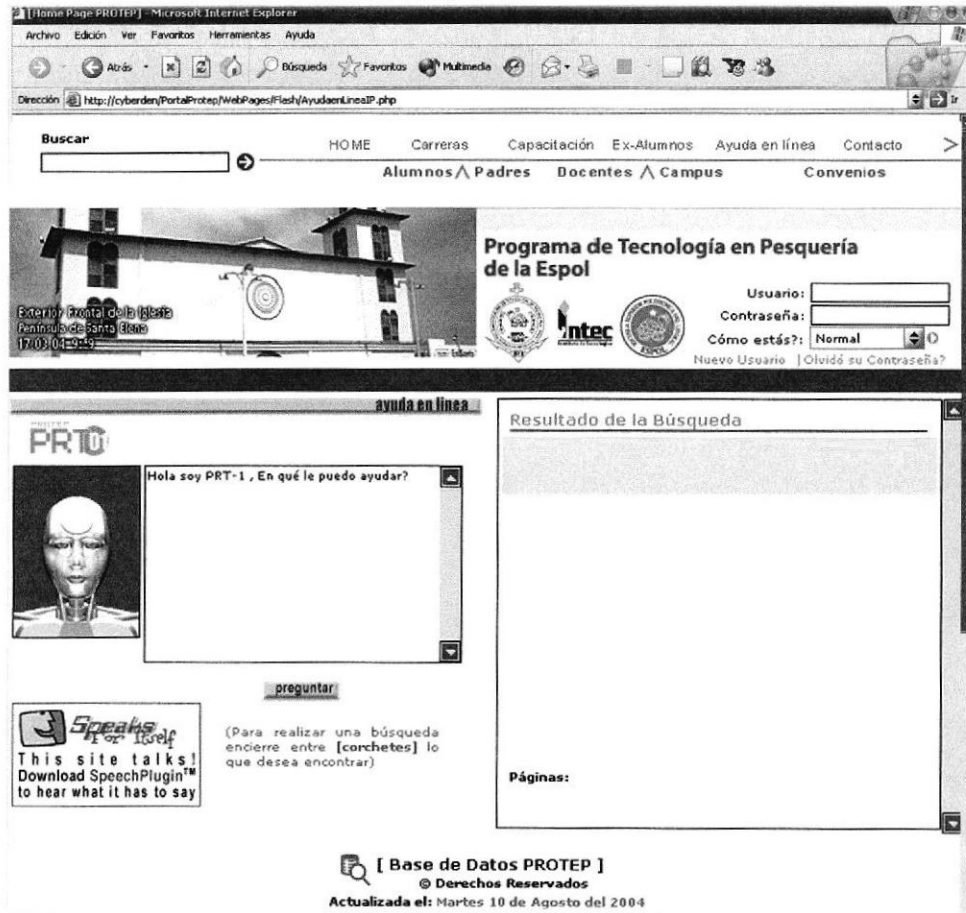 [Home Page PROTEP] - Microsoft Internet Explorer
Archivo Edición Ver Favoritos Herramientas Ayuda
Atrás Búsqueda Favoritos Multimedia
Dirección http://cyberden/PortalProtep/WebPages/Flash/AyudaenLineaIP.php Ir
Buscar
HOME Carreras Capacitación Ex-Alumnos Ayuda en línea Contacto >
Alumnos Padres Docentes Campus Convenios
Exterior Frontal de la Iglesia
Península de Santa Elena
Programa de Tecnología en Pesquería
de la Espol
Intec
ESPOL
Usuario:
Contraseña:
Cómo estás?: Normal
Nuevo Usuario | Olvidó su Contraseña?
ayuda en linea
PRT
Hola soy PRT-1 , En qué le puedo ayudar?
preguntar
(Para realizar una búsqueda
encierre entre [corchetes] lo
que desea encontrar)
Speaks
For Itself
This site talks!
Download SpeechPlugin™
to hear what it has to say
Resultado de la Búsqueda
Páginas:
[ Base de Datos PROTEP ]
© Derechos Reservados
Actualizada el: Martes 10 de Agosto del 2004